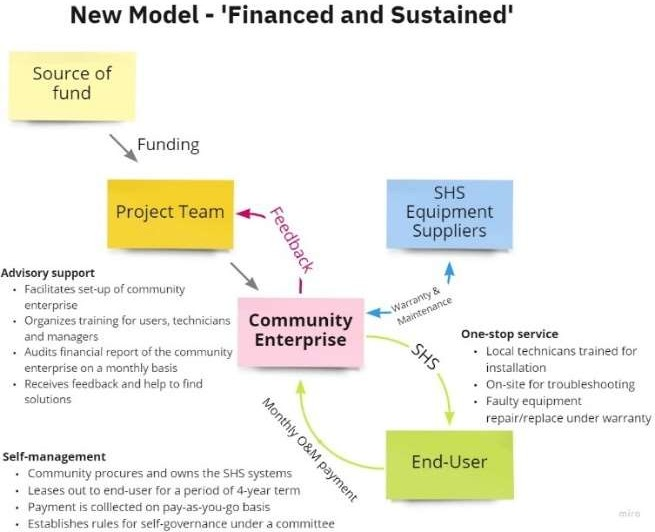 New Model - 'Financed and Sustained'
Source of
fund
Funding
Project Team
Feedback
SHS
Equipment
Suppliers
Advisory support
• Facilitates set-up of community
enterprise
• Organizes training for users, technicians
and managers
• Audits financial report of the community
enterprise on a monthly basis
• Receives feedback and help to find
solutions
Community
Enterprise
Warranty &
Maintenance
SHS
One-stop service
• Local technicans trained for
installation
• On-site for troubleshooting
• Faulty equipment
repair/replace under warranty
Monthly O&M payment
End-User
Self-management
• Community procures and owns the SHS systems
• Leases out to end-user for a period of 4-year term
• Payment is colllected on pay-as-you-go basis
• Establishes rules for self-governance under a committee
miro